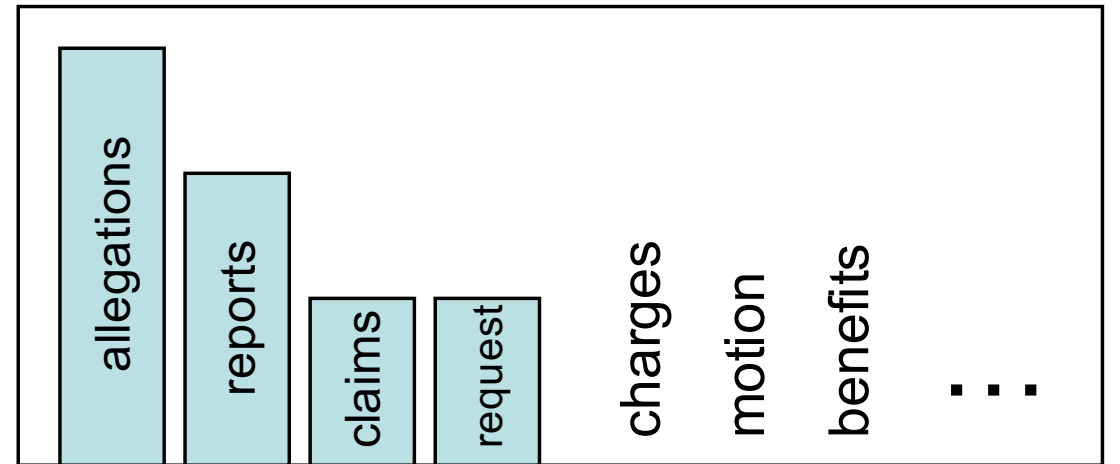 allegations
reports
claims
request
charges
motion
benefits
…